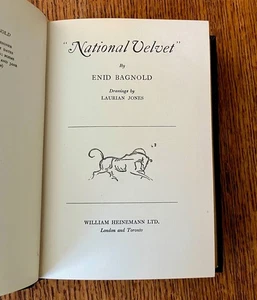 "National Velvet"
By
ENID BAGNOLD
Drawings by
LAURIAN JONES
WILLIAM HEINEMANN LTD.
London and Toronto